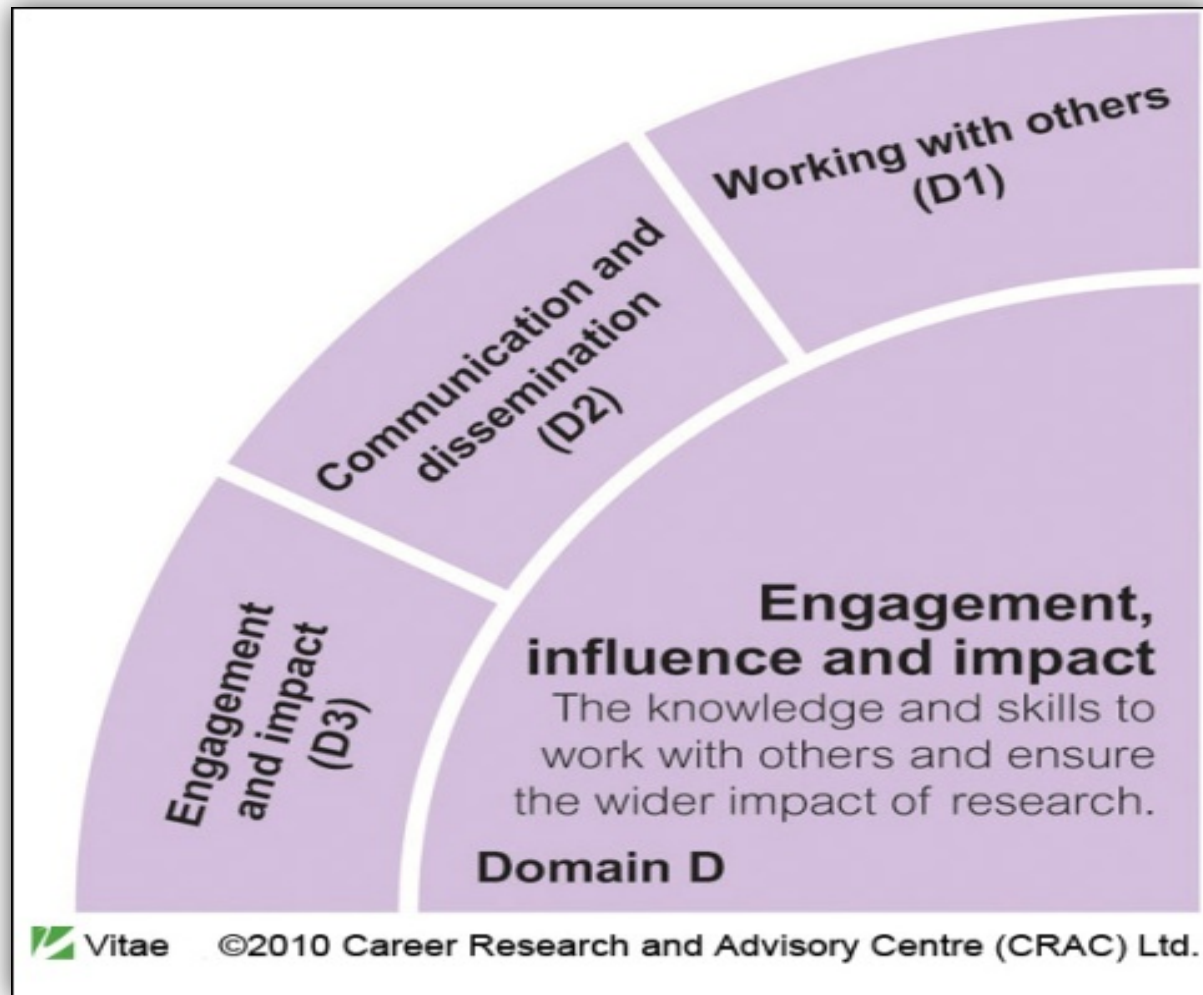 Working with others
(D1)
Communication and
dissemination
(D2)
Engagement
and impact
(D3)
Engagement,
influence and impact
The knowledge and skills to
work with others and ensure
the wider impact of research.
Domain D
Vitae ©2010 Career Research and Advisory Centre (CRAC) Ltd.